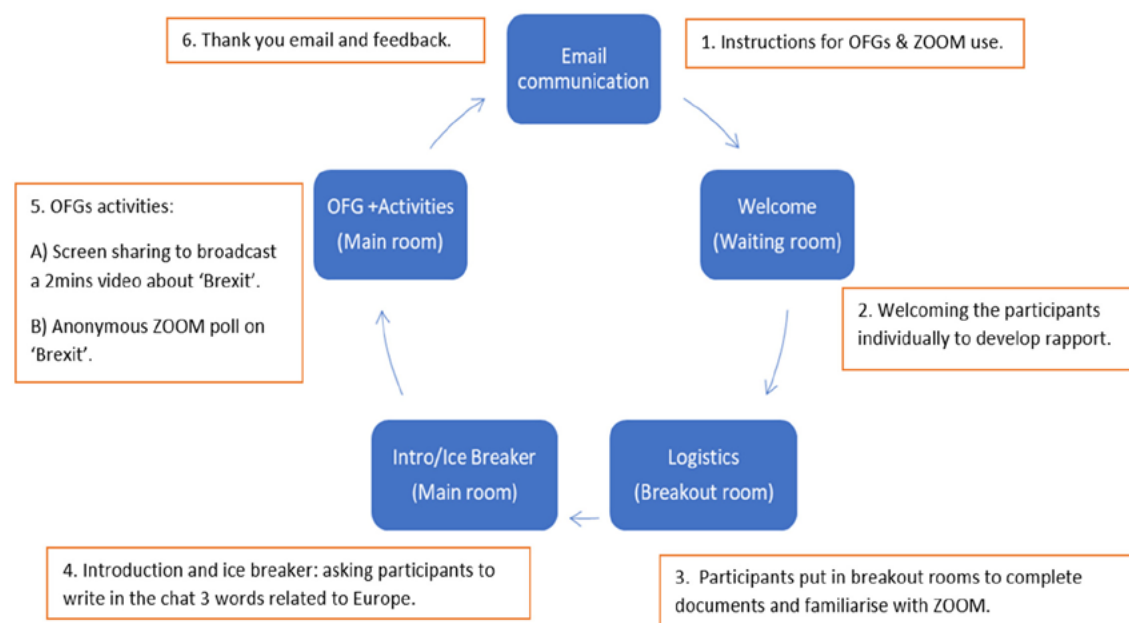 6. Thank you email and feedback.
Email
communication
1. Instructions for OFGs & ZOOM use.
5. OFGs activities:
A) Screen sharing to broadcast
a 2mins video about ‘Brexit’.
B) Anonymous ZOOM poll on
‘Brexit’.
OFG +Activities
(Main room)
Welcome
(Waiting room)
2. Welcoming the participants
individually to develop rapport.
Intro/Ice Breaker
(Main room)
Logistics
(Breakout room)
4. Introduction and ice breaker: asking participants to
write in the chat 3 words related to Europe.
3. Participants put in breakout rooms to complete
documents and familiarise with ZOOM.